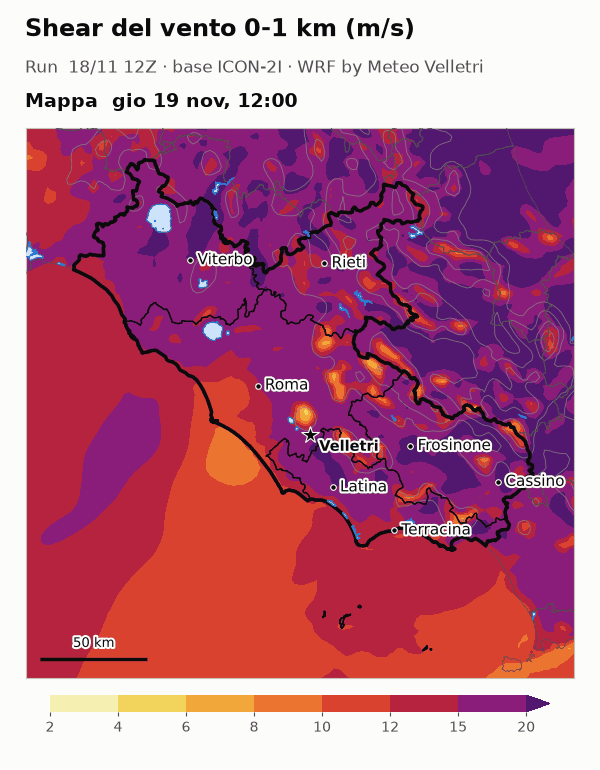 Shear del vento 0-1 km (m/s)
Run 18/11 12Z · base ICON-2I · WRF by Meteo Velletri
Mappa gio 19 nov, 12:00
Viterbo
Rieti
Roma
Velletri
Frosinone
Cassino
Latina
Terracina
50 km
2 4 6 8 10 12 15 20